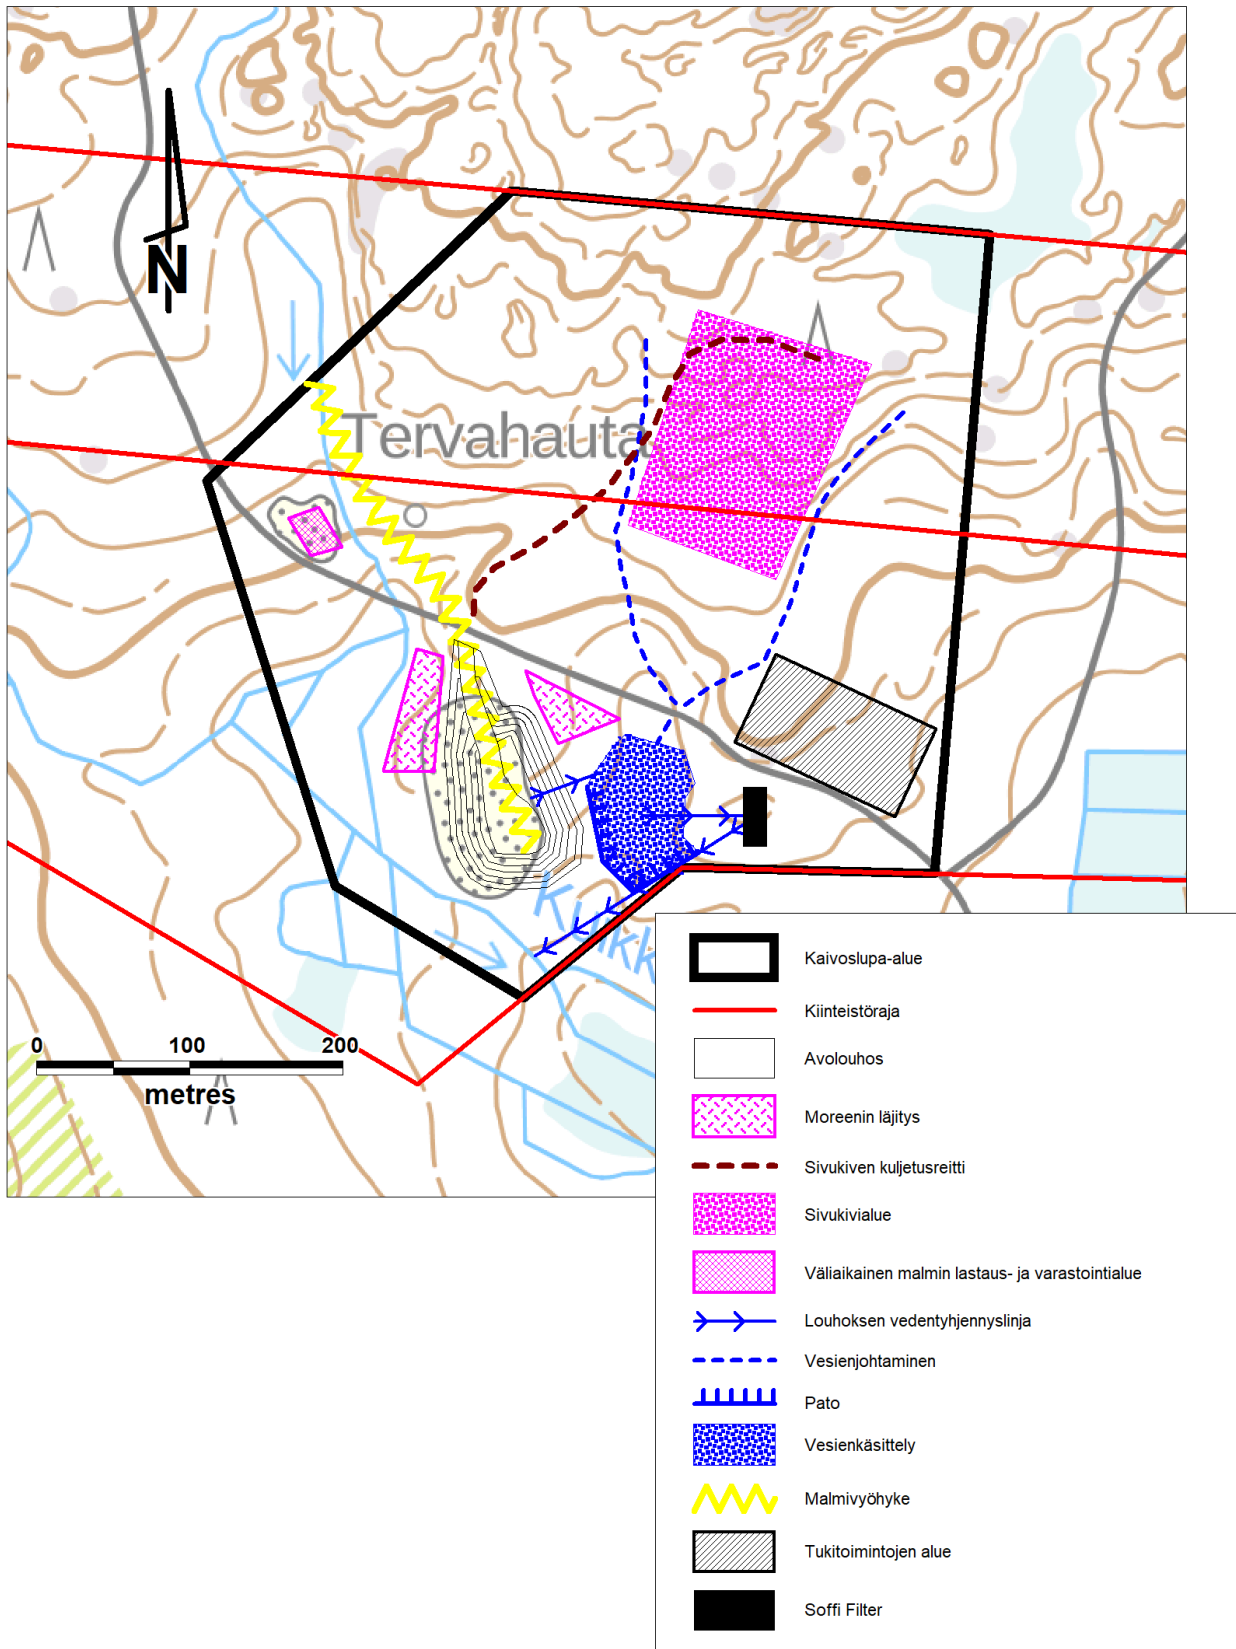 N
Tervahauta
Kuikk
0 100 200
metres
Kaivoslupa-alue
Kiinteistöraja
Avolouhos
Moreenin läjitys
Sivukiven kuljetusreitti
Sivukivialue
Väliaikainen malmin lastaus- ja varastointialue
Louhoksen vedentyhjennyslinja
Vesienjohtaminen
Pato
Vesienkäsittely
Malmivyöhyke
Tukitoimintojen alue
Soffi Filter